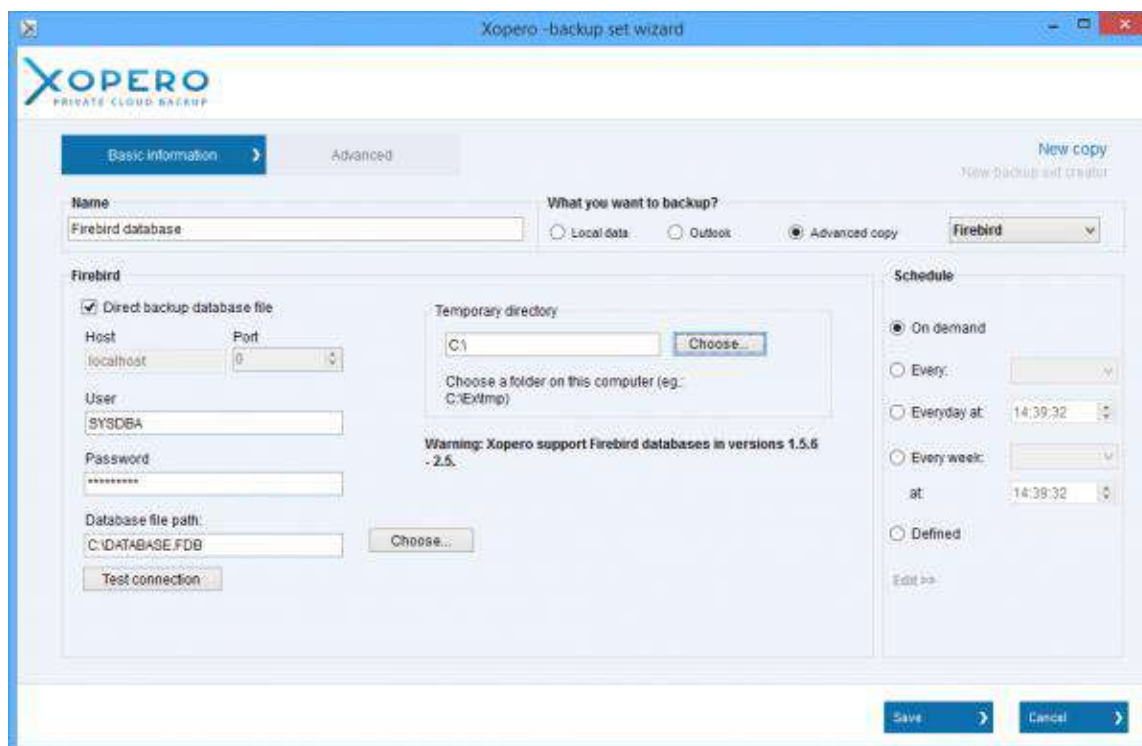 Xopero -backup set wizard
XOPERO
PRIVATE CLOUD BACKUP
Basic information
Advanced
New copy
New backup set creator
Name
Firebird database
What you want to backup?
Local data
Outlook
Advanced copy
Firebird
Firebird
Direct backup database file
Host
Port
localhost
0
User
SYSDBA
Password
*********
Database file path:
C:\DATABASE.FDB
Choose...
Test connection
Temporary directory
C:\
Choose...
Choose a folder on this computer (eg.:
C:\Ex\tmp)
Warning: Xopero support Firebird databases in versions 1.5.6
- 2.5.
Schedule
On demand
Every:
Everyday at:
14:39:32
Every week:
at:
14:39:32
Defined
Edit >>
Save
Cancel